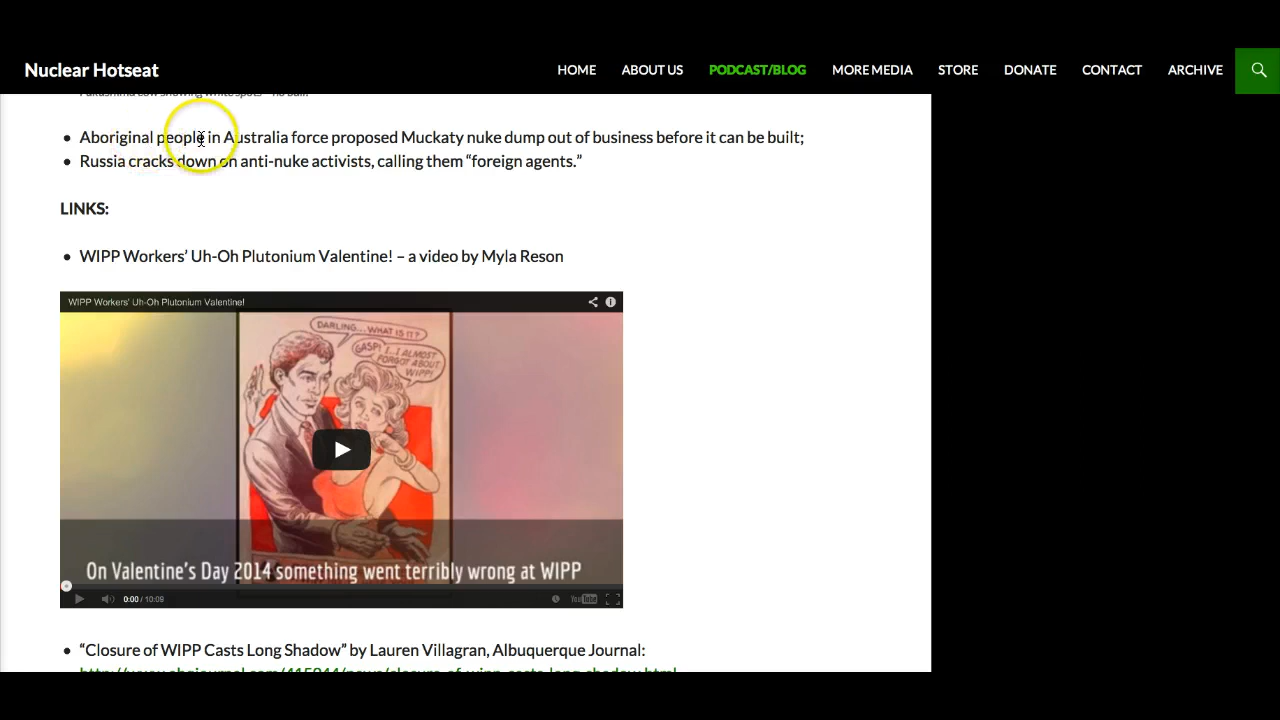 Nuclear Hotseat
HOME ABOUT US PODCAST/BLOG MORE MEDIA STORE DONATE CONTACT ARCHIVE
Aboriginal people in Australia force proposed Muckaty nuke dump out of business before it can be built;
Russia cracks down on anti-nuke activists, calling them “foreign agents.”
LINKS:
WIPP Workers’ Uh-Oh Plutonium Valentine! – a video by Myla Reson
WIPP Workers' Uh-Oh Plutonium Valentine!
DARLING... WHAT IS IT?
GASP! I..I ALMOST
FORGOT ABOUT
WIPP!
On Valentine's Day 2014 something went terribly wrong at WIPP
0:00 / 10:09
YouTube
“Closure of WIPP Casts Long Shadow” by Lauren Villagran, Albuquerque Journal: